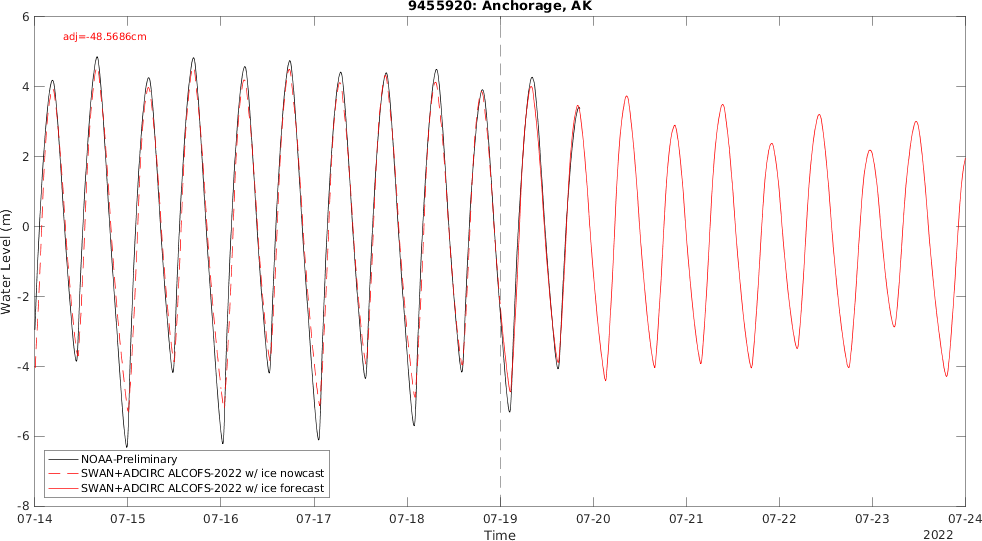 9455920: Anchorage, AK
adj=-48.5686cm
6
4
2
0
-2
-4
-6
-8
Water Level (m)
NOAA-Preliminary
SWAN+ADCIRC ALCOFS-2022 w/ ice nowcast
SWAN+ADCIRC ALCOFS-2022 w/ ice forecast
07-14 07-15 07-16 07-17 07-18 07-19 07-20 07-21 07-22 07-23 07-24
Time
2022